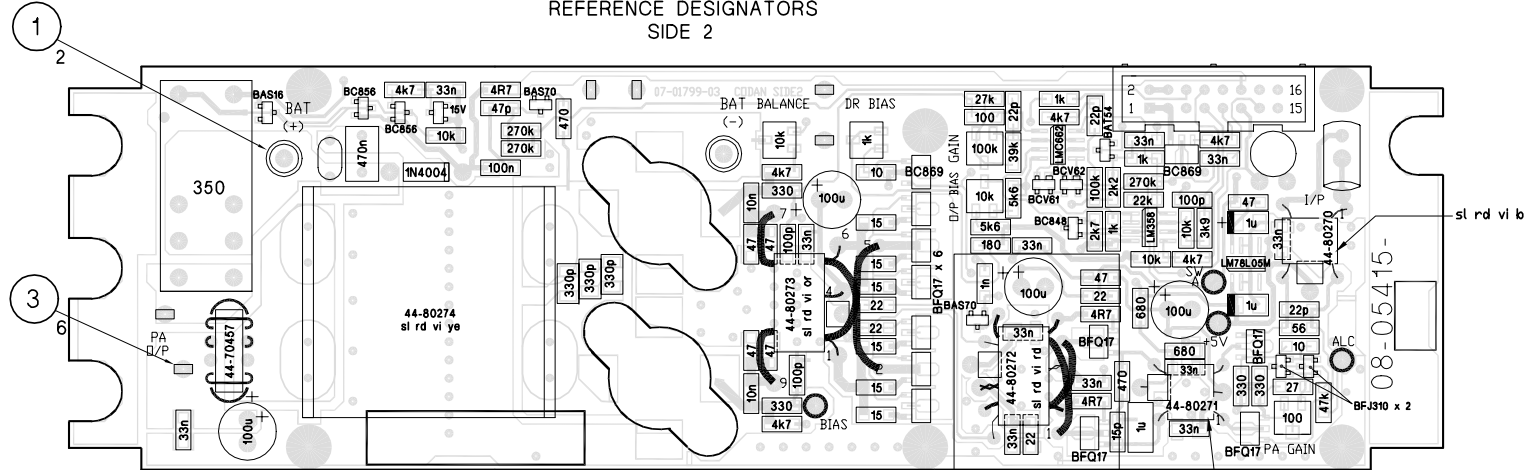 REFERENCE DESIGNATORS
SIDE 2
1
2
3
6
07-01799-03 CODAN SIDE2
BAS16
BAT
(+)
BC856
BC856
4k7
33n
15V
10k
4R7
47p
BAS70
470
270k
270k
100n
470n
1N4004
350
BAT
(-)
BALANCE
10k
DR BIAS
1k
4k7
330
10
BC869
100u
10n
7
47
47
100p
33n
6
5
15
15
15
22
22
15
15
15
BFQ17 x 6
44-80273
sl rd vi or
4
1
2
47
47
9
10n
100p
330
4k7
BIAS
330p
330p
330p
44-80274
sl rd vi ye
PA
O/P
44-70457
33n
100u
27k
100
22p
1k
4k7
22p
BAT54
LMC662
100k
39k
O/P BIAS GAIN
10k
5k6
BCV62
BCV61
100k
2k2
BC848
5k6
180
33n
2k7
1k
2
1
16
15
33n
1k
BC869
4k7
33n
270k
22k
100p
LM358
10k
3k9
10k
4k7
47
1u
LM78L05M
I/P
33n
44-80270
1
sl rd vi b
SW
A
1n
100u
BAS70
47
22
4R7
BFQ17
680
100u
+5V
1u
22p
56
10
ALC
33n
44-80272
sl rd vi rd
1
33n
22
33n
4R7
470
BFQ17
15p
1u
680
33n
44-80271
33n
BFQ17
330
330
27
47k
BFJ310 x 2
100
BFQ17
PA GAIN
08-05415-